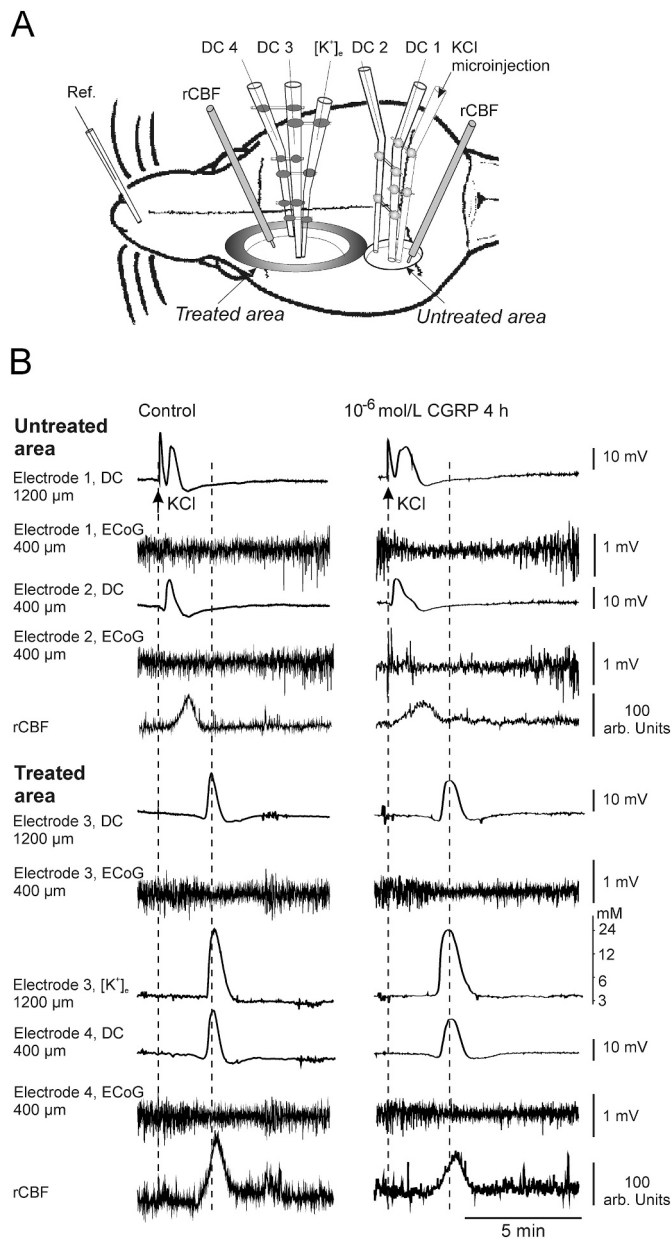 A
DC 4 DC 3 [K⁺]e DC 2 DC 1 KCl
microinjection
Ref.
rCBF
rCBF
Treated area
Untreated area
B
Control
10⁻⁶ mol/L CGRP 4 h
Untreated
area
Electrode 1, DC
1200 µm
KCl
KCl
10 mV
Electrode 1, ECoG
400 µm
1 mV
Electrode 2, DC
400 µm
10 mV
Electrode 2, ECoG
400 µm
1 mV
rCBF
100
arb. Units
Treated
area
Electrode 3, DC
1200 µm
10 mV
Electrode 3, ECoG
400 µm
1 mV
mM
24
12
6
3
Electrode 3, [K⁺]e
1200 µm
Electrode 4, DC
400 µm
10 mV
Electrode 4, ECoG
400 µm
1 mV
rCBF
100
arb. Units
5 min